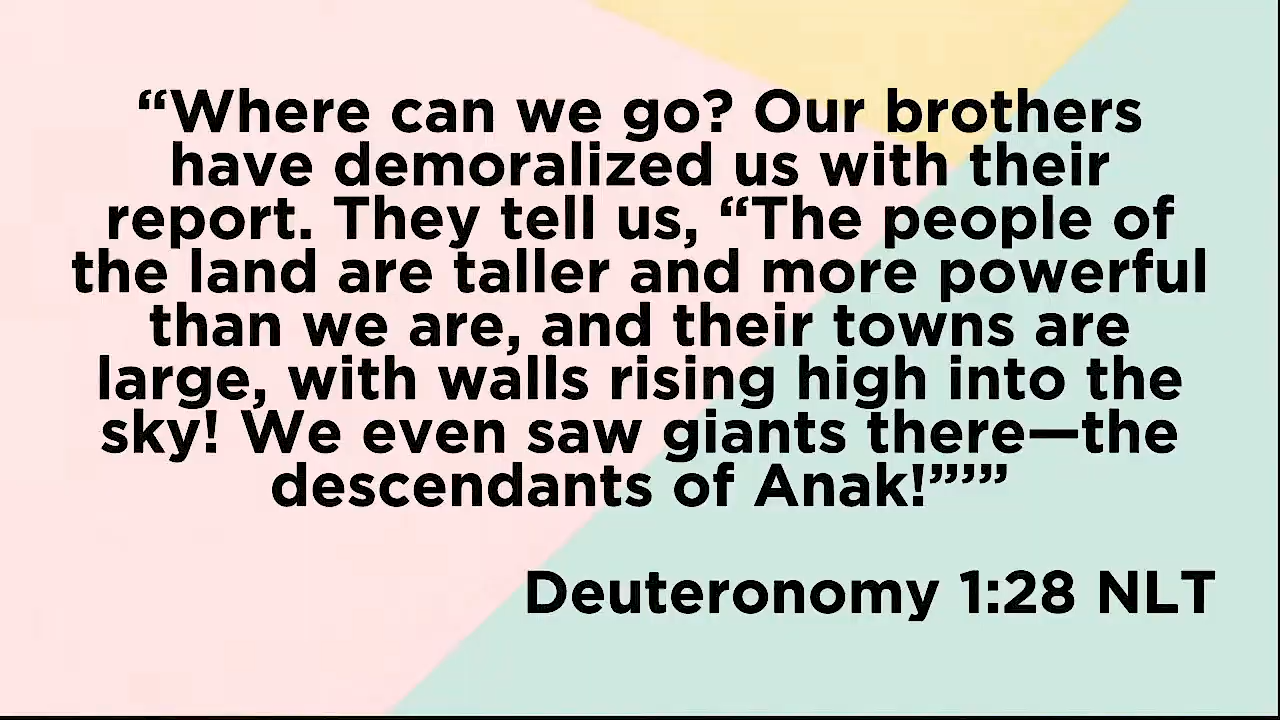 “Where can we go? Our brothers
have demoralized us with their
report. They tell us, “The people of
the land are taller and more powerful
than we are, and their towns are
large, with walls rising high into the
sky! We even saw giants there—the
descendants of Anak!”’”
Deuteronomy 1:28 NLT